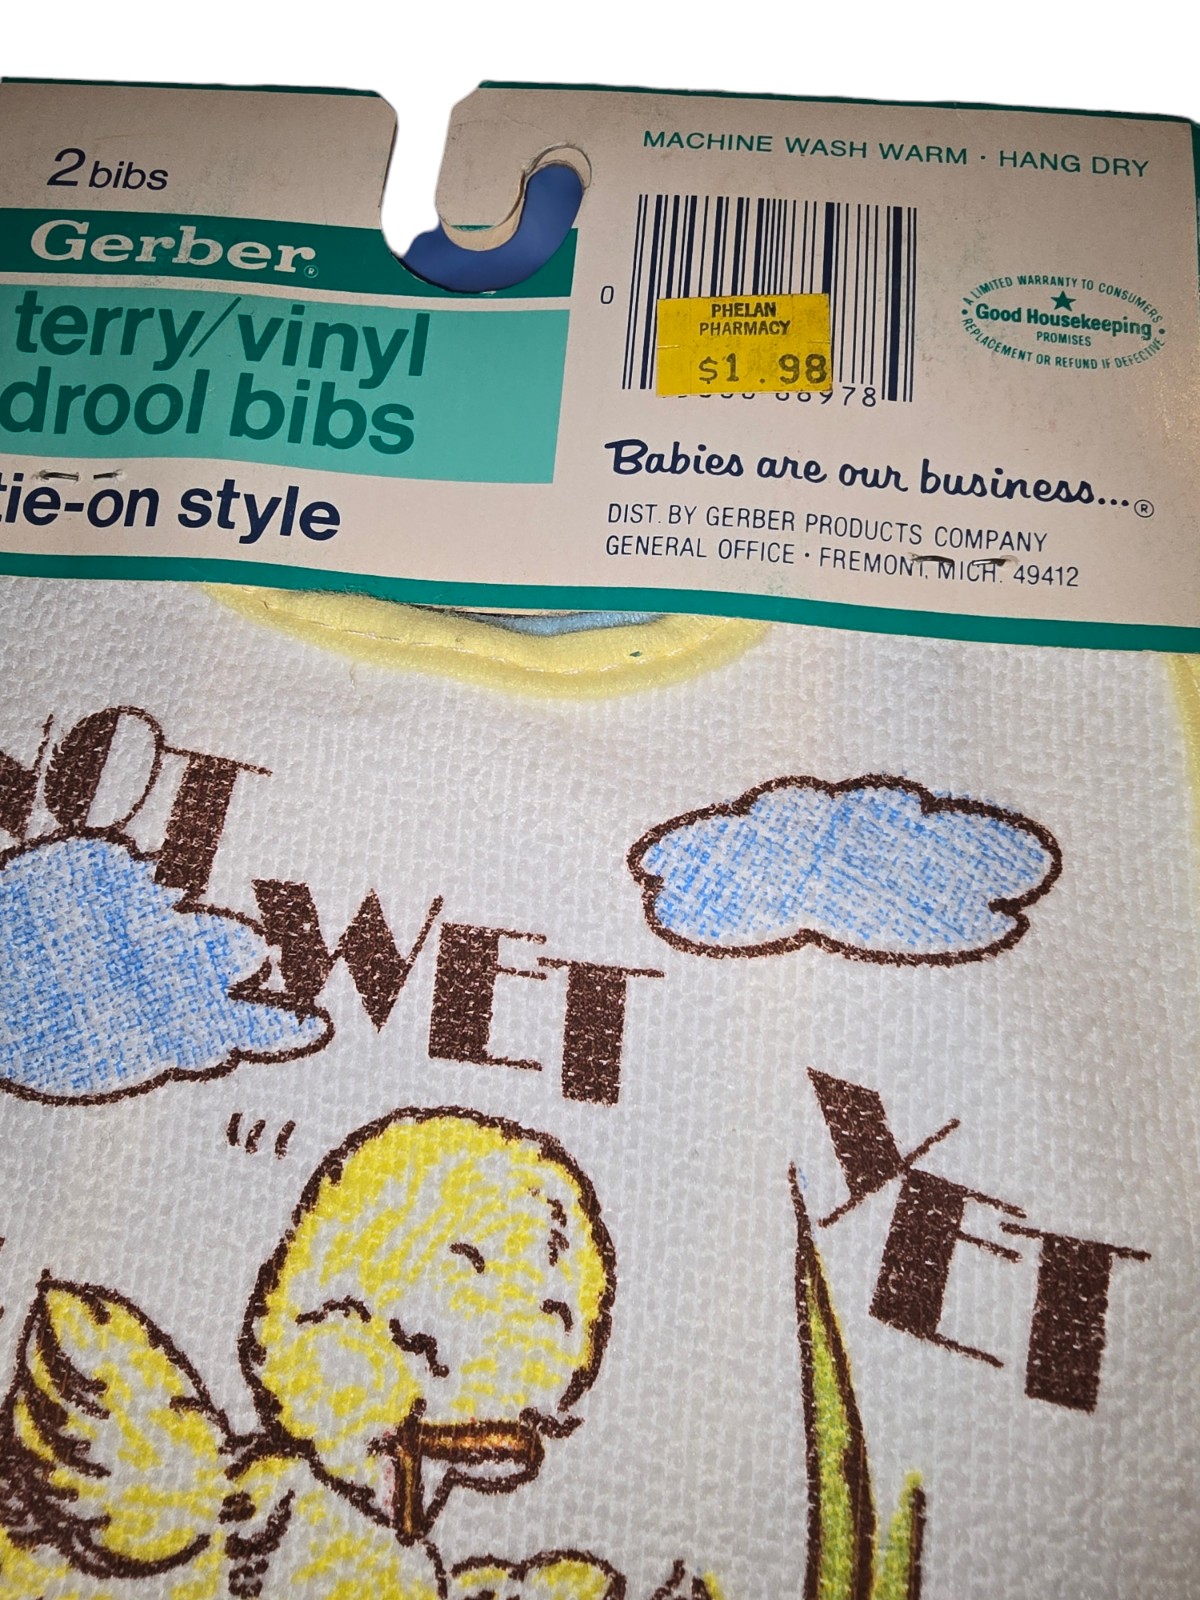 2 bibs
Gerber®
terry/vinyl
drool bibs
tie-on style
MACHINE WASH WARM · HANG DRY
0
PHELAN
PHARMACY
$1.98
68978
A LIMITED WARRANTY TO CONSUMERS
Good Housekeeping
PROMISES
REPLACEMENT OR REFUND IF DEFECTIVE
Babies are our business...®
DIST. BY GERBER PRODUCTS COMPANY
GENERAL OFFICE · FREMONT, MICH. 49412
NOT
WET
YET